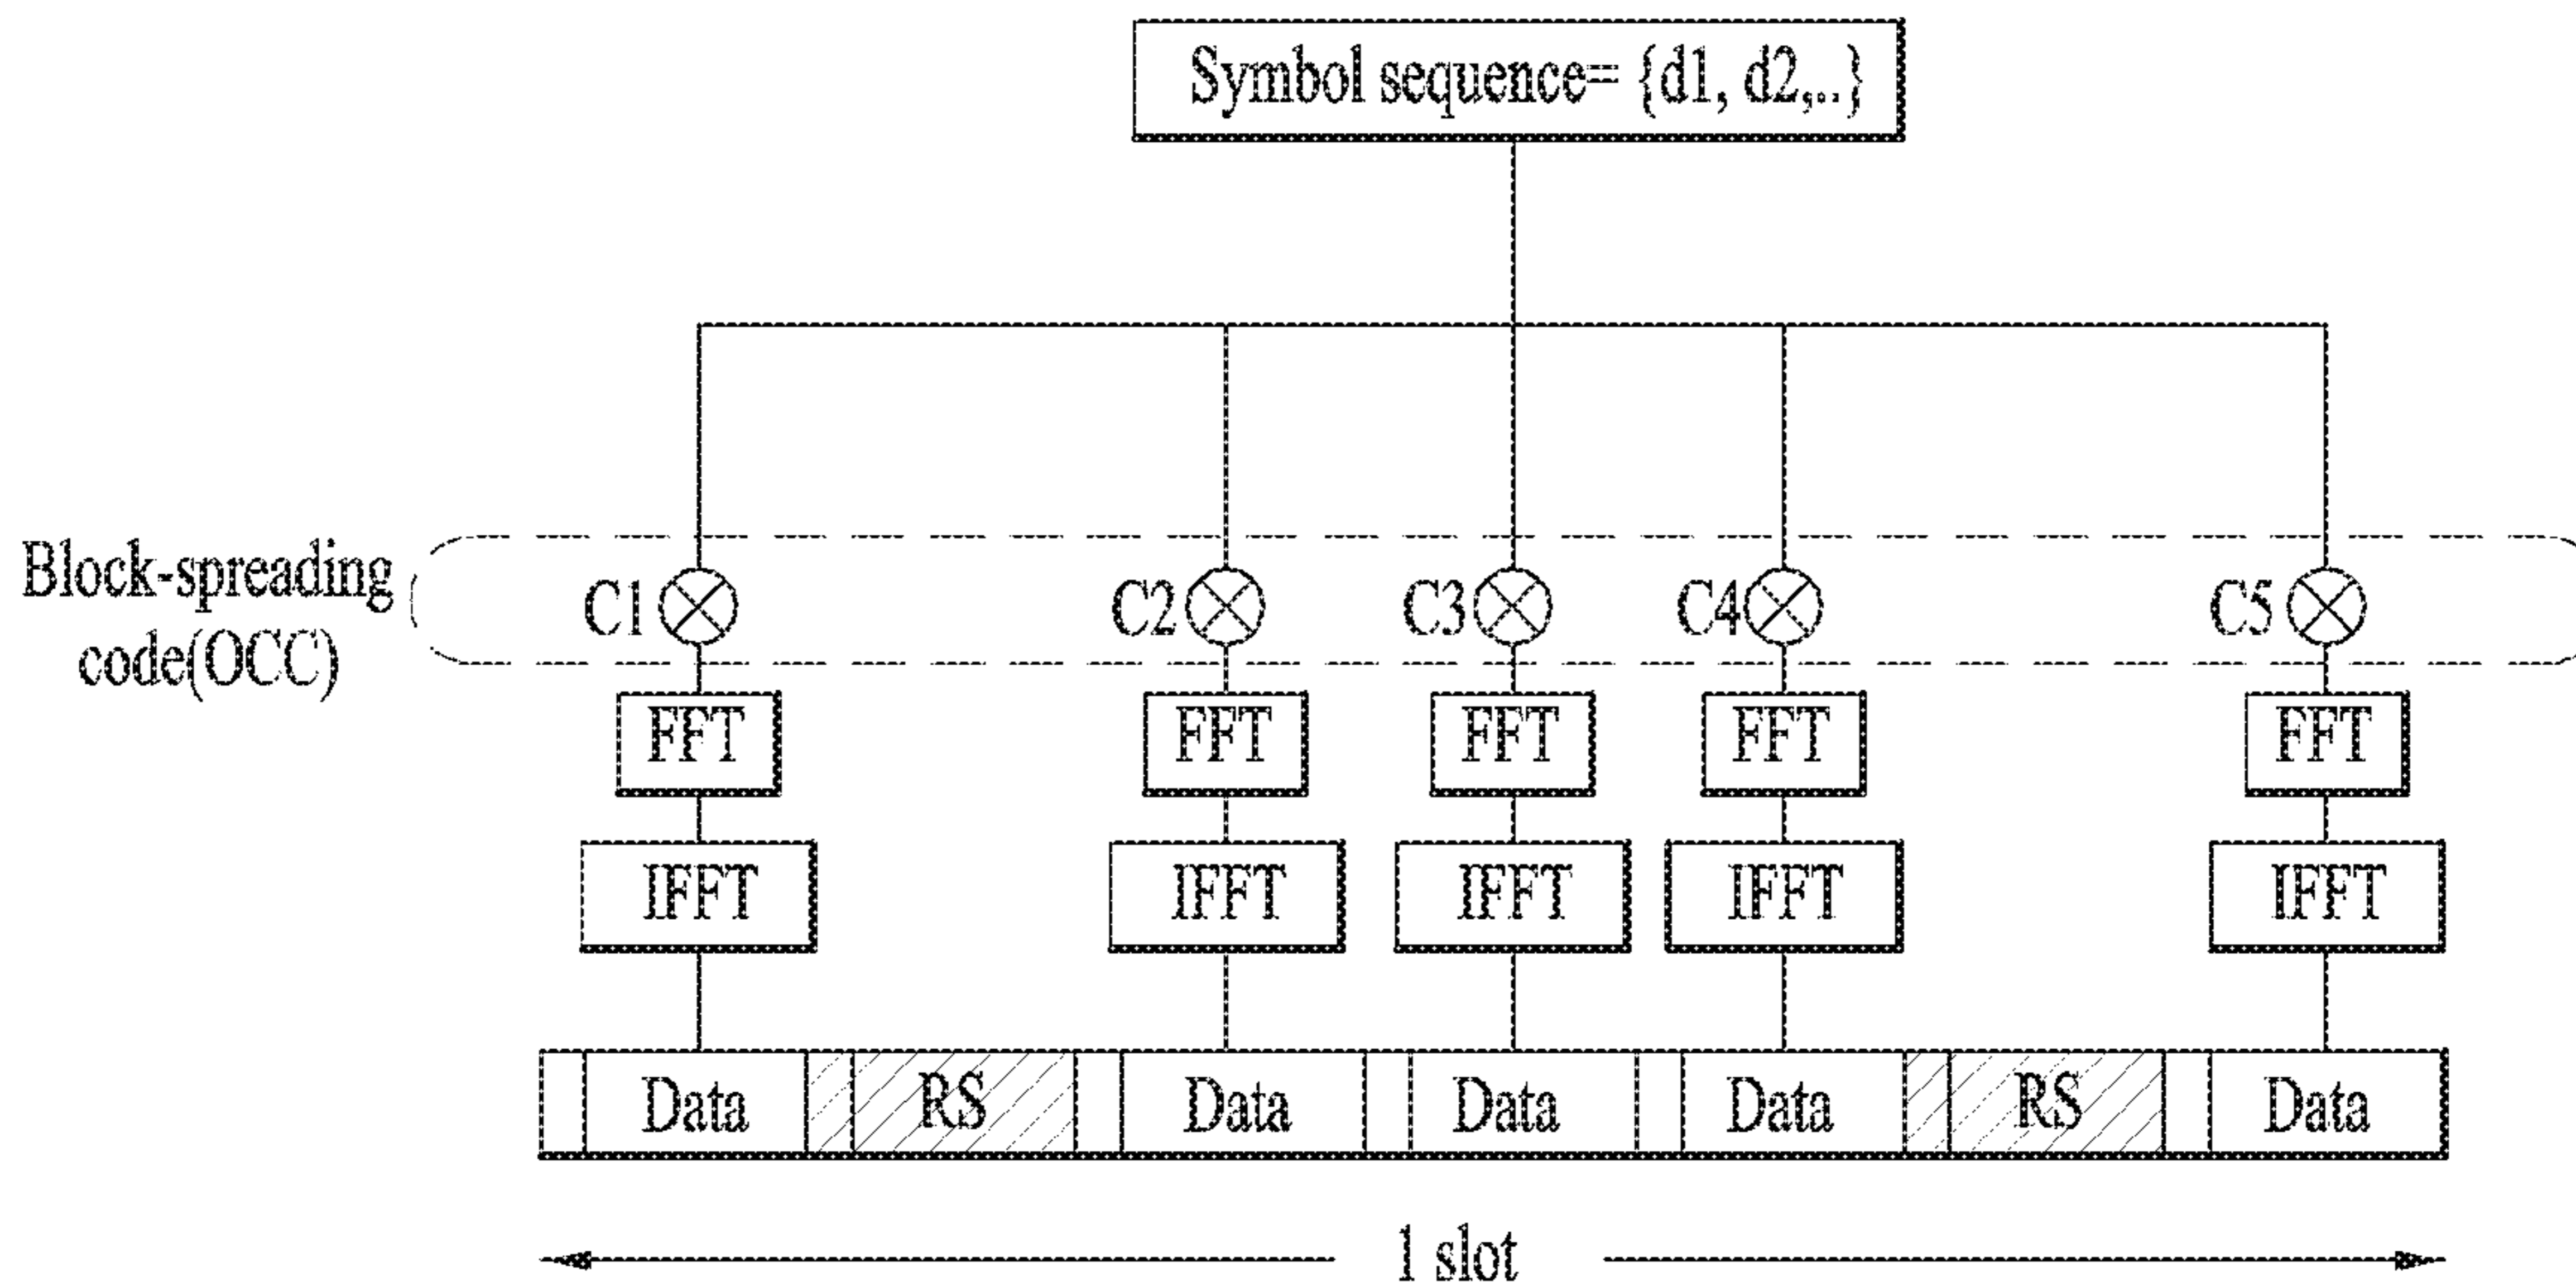 Symbol sequence= {d1, d2,..}
Block-spreading
code(OCC)
C1 C2 C3 C4 C5
FFT FFT FFT FFT FFT
IFFT IFFT IFFT IFFT IFFT
Data RS Data Data Data RS Data
1 slot